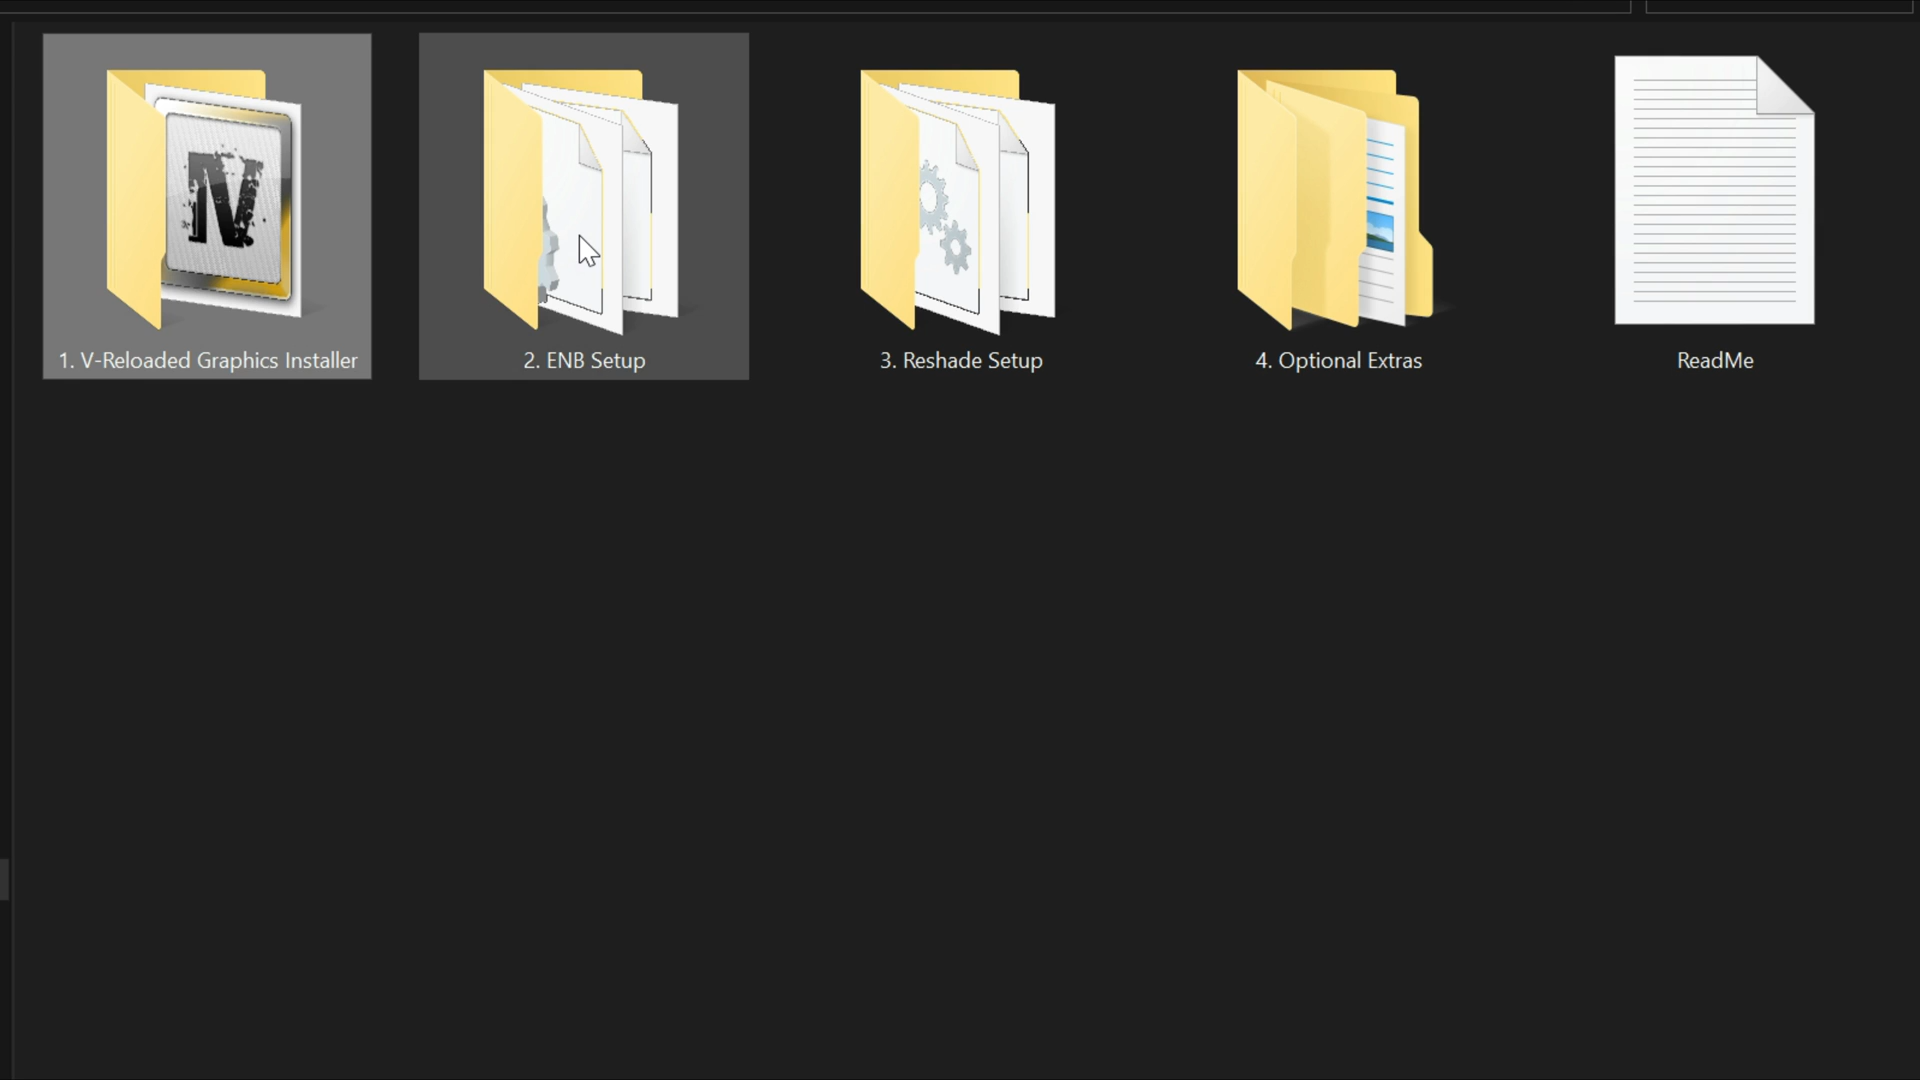 1. V-Reloaded Graphics Installer
2. ENB Setup
3. Reshade Setup
4. Optional Extras
ReadMe